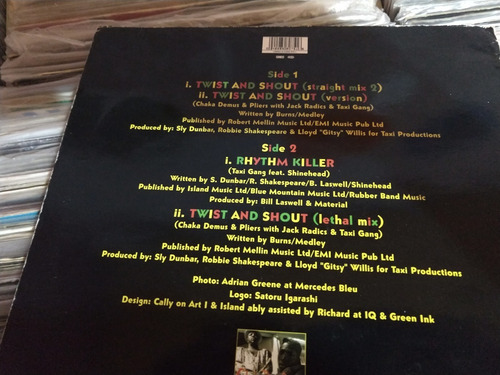 Side 1
i. TWIST AND SHOUT (straight mix 2)
ii. TWIST AND SHOUT (version)
(Chaka Demus & Pliers with Jack Radics & Taxi Gang)
Written by Burns/Medley
Published by Robert Mellin Music Ltd/EMI Music Pub Ltd
Produced by: Sly Dunbar, Robbie Shakespeare & Lloyd "Gitsy" Willis for Taxi Productions
Side 2
i. RHYTHM KILLER
(Taxi Gang feat. Shinehead)
Written by S. Dunbar/R. Shakespeare/B. Laswell/Shinehead
Published by Island Music Ltd/Blue Mountain Music Ltd/Rubber Band Music
Produced by: Bill Laswell & Material
ii. TWIST AND SHOUT (lethal mix)
(Chaka Demus & Pliers with Jack Radics & Taxi Gang)
Written by Burns/Medley
Published by Robert Mellin Music Ltd/EMI Music Pub Ltd
Produced by: Sly Dunbar, Robbie Shakespeare & Lloyd "Gitsy" Willis for Taxi Productions
Photo: Adrian Greene at Mercedes Bleu
Logo: Satoru Igarashi
Design: Cally on Art I & Island ably assisted by Richard at IQ & Green Ink